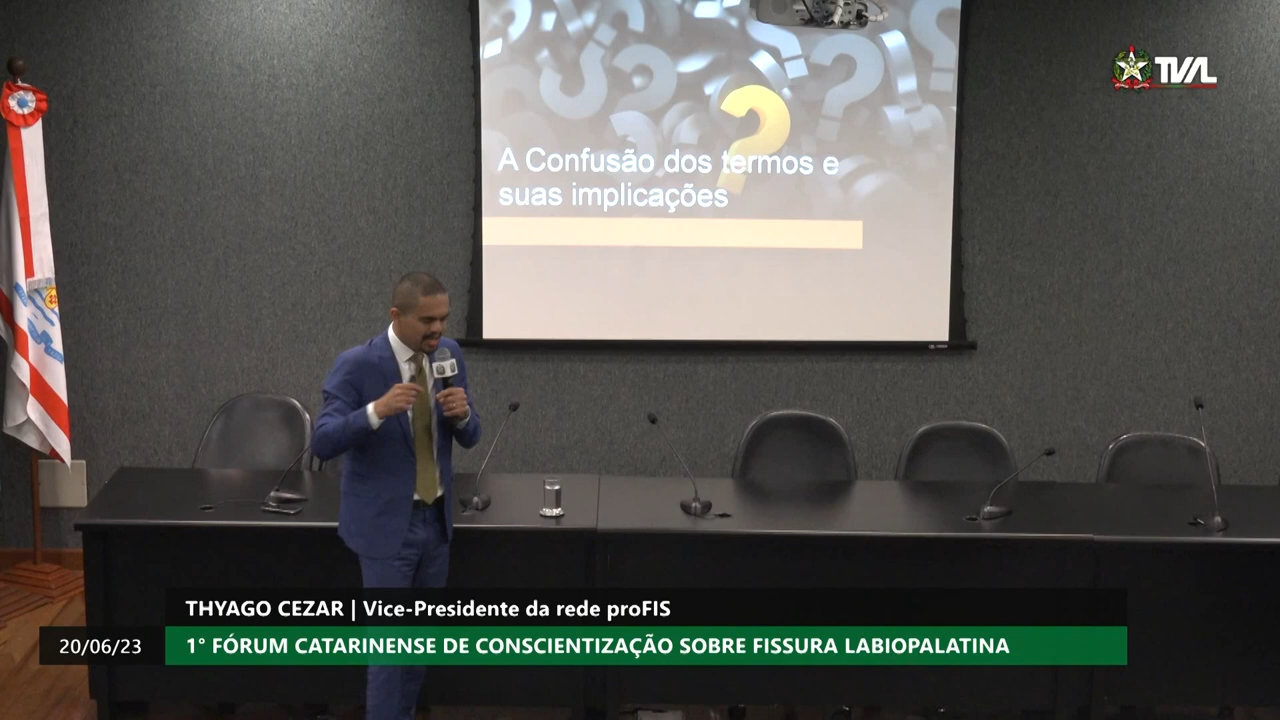 TVAL
A Confusão dos termos e
suas implicações
THYAGO CEZAR | Vice-Presidente da rede proFIS
20/06/23
1° FÓRUM CATARINENSE DE CONSCIENTIZAÇÃO SOBRE FISSURA LABIOPALATINA